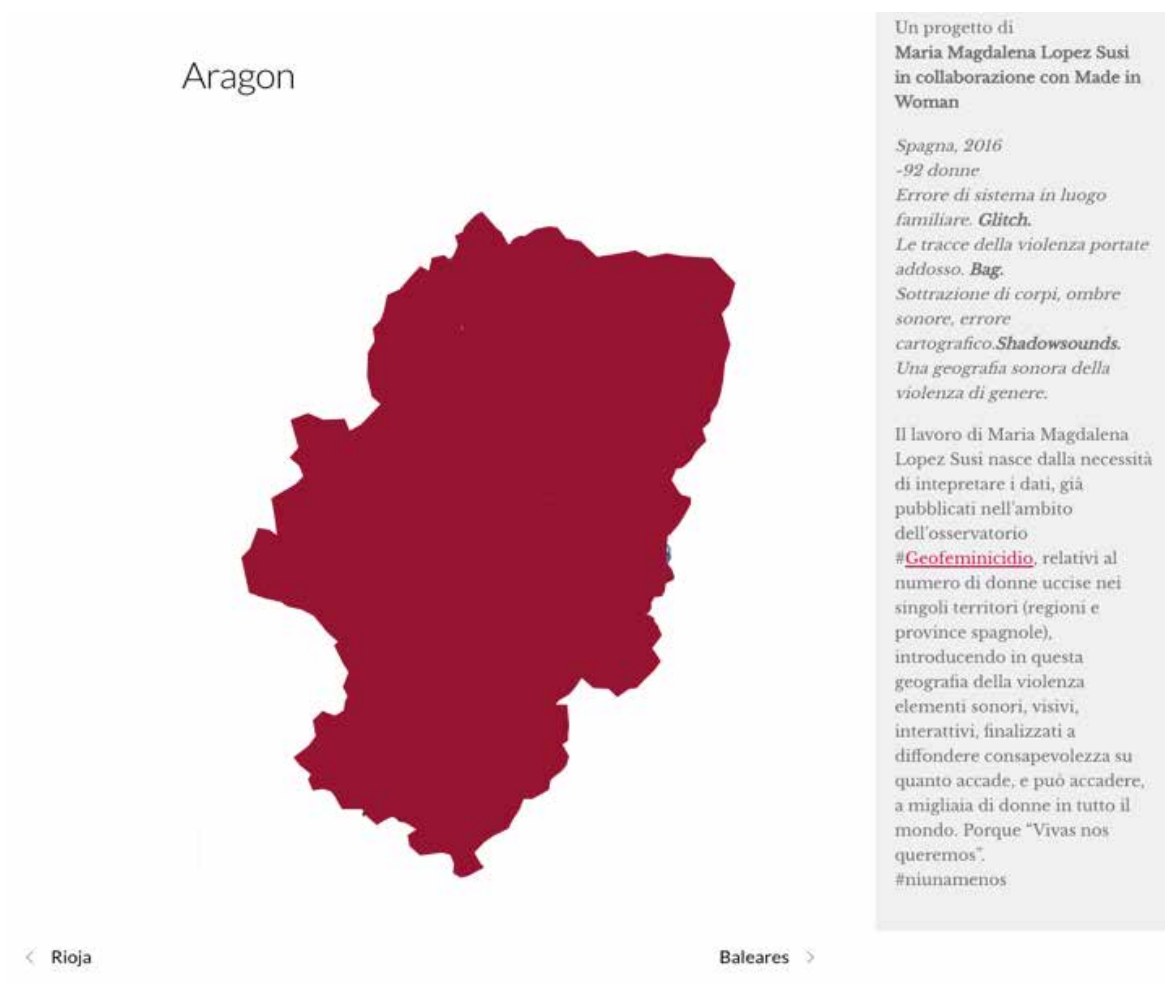 Aragon
Un progetto di
Maria Magdalena Lopez Susi
in collaborazione con Made in
Woman
Spagna, 2016
-92 donne
Errore di sistema in luogo
familiare. Glitch.
Le tracce della violenza portate
addosso. Bag.
Sottrazione di corpi, ombre
sonore, errore
cartografico.Shadowsounds.
Una geografia sonora della
violenza di genere.
Il lavoro di Maria Magdalena
Lopez Susi nasce dalla necessità
di intepretare i dati, già
pubblicati nell'ambito
dell'osservatorio
#Geofeminicidio, relativi al
numero di donne uccise nei
singoli territori (regioni e
province spagnole),
introducendo in questa
geografia della violenza
elementi sonori, visivi,
interattivi, finalizzati a
diffondere consapevolezza su
quanto accade, e può accadere,
a migliaia di donne in tutto il
mondo. Porque “Vivas nos
queremos”.
#niunamenos
Rioja
Baleares